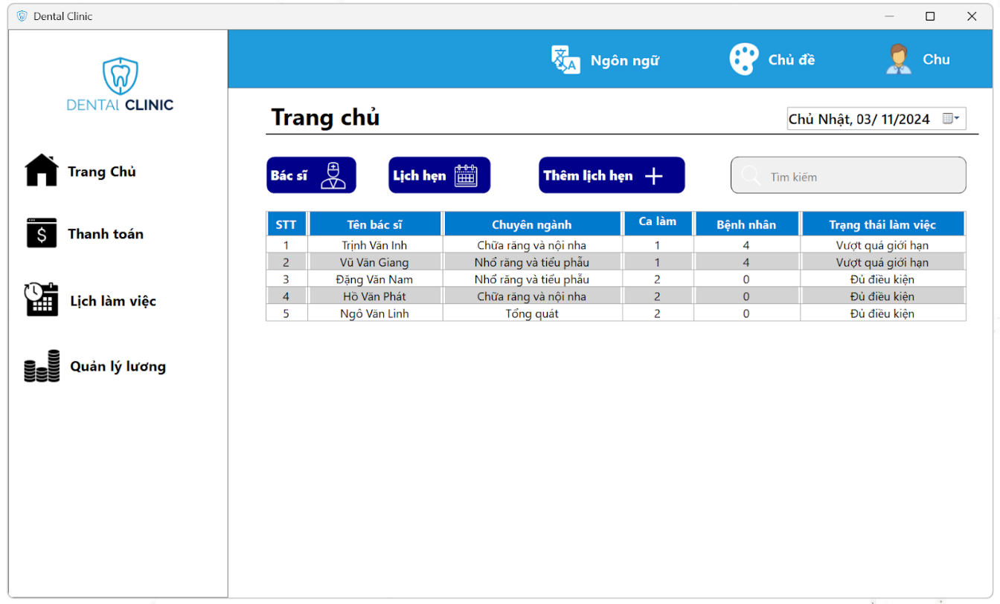 Dental Clinic
DENTAL CLINIC
Ngôn ngữ
Chủ đề
Chu
Trang chủ
Chủ Nhật, 03/ 11/2024
Trang Chủ
Thanh toán
Lịch làm việc
Quản lý lương
Bác sĩ
Lịch hẹn
Thêm lịch hẹn
Tìm kiếm
STT Tên bác sĩ Chuyên ngành Ca làm Bệnh nhân Trạng thái làm việc
1 Trịnh Văn Inh Chữa răng và nội nha 1 4 Vượt quá giới hạn
2 Vũ Văn Giang Nhổ răng và tiểu phẫu 1 4 Vượt quá giới hạn
3 Đặng Văn Nam Nhổ răng và tiểu phẫu 2 0 Đủ điều kiện
4 Hồ Văn Phát Chữa răng và nội nha 2 0 Đủ điều kiện
5 Ngô Văn Linh Tổng quát 2 0 Đủ điều kiện